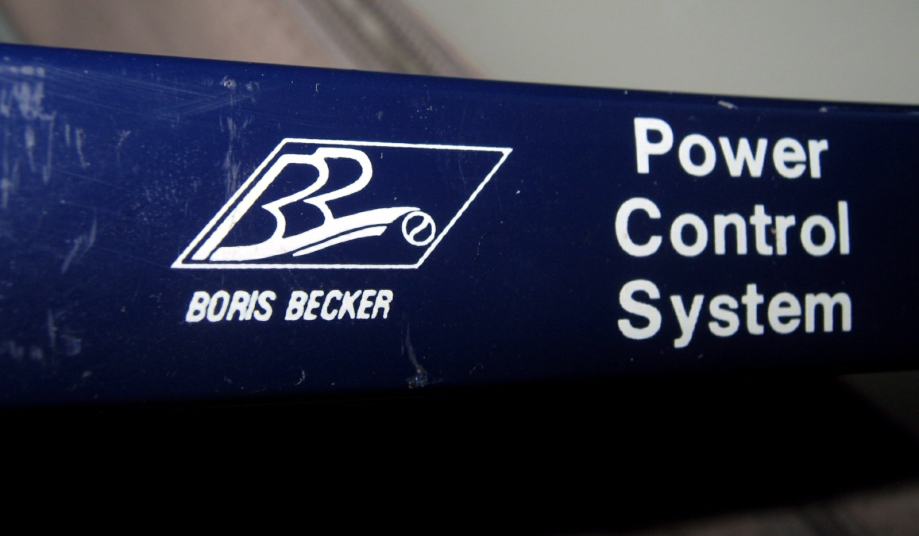 BORIS BECKER
Power
Control
System